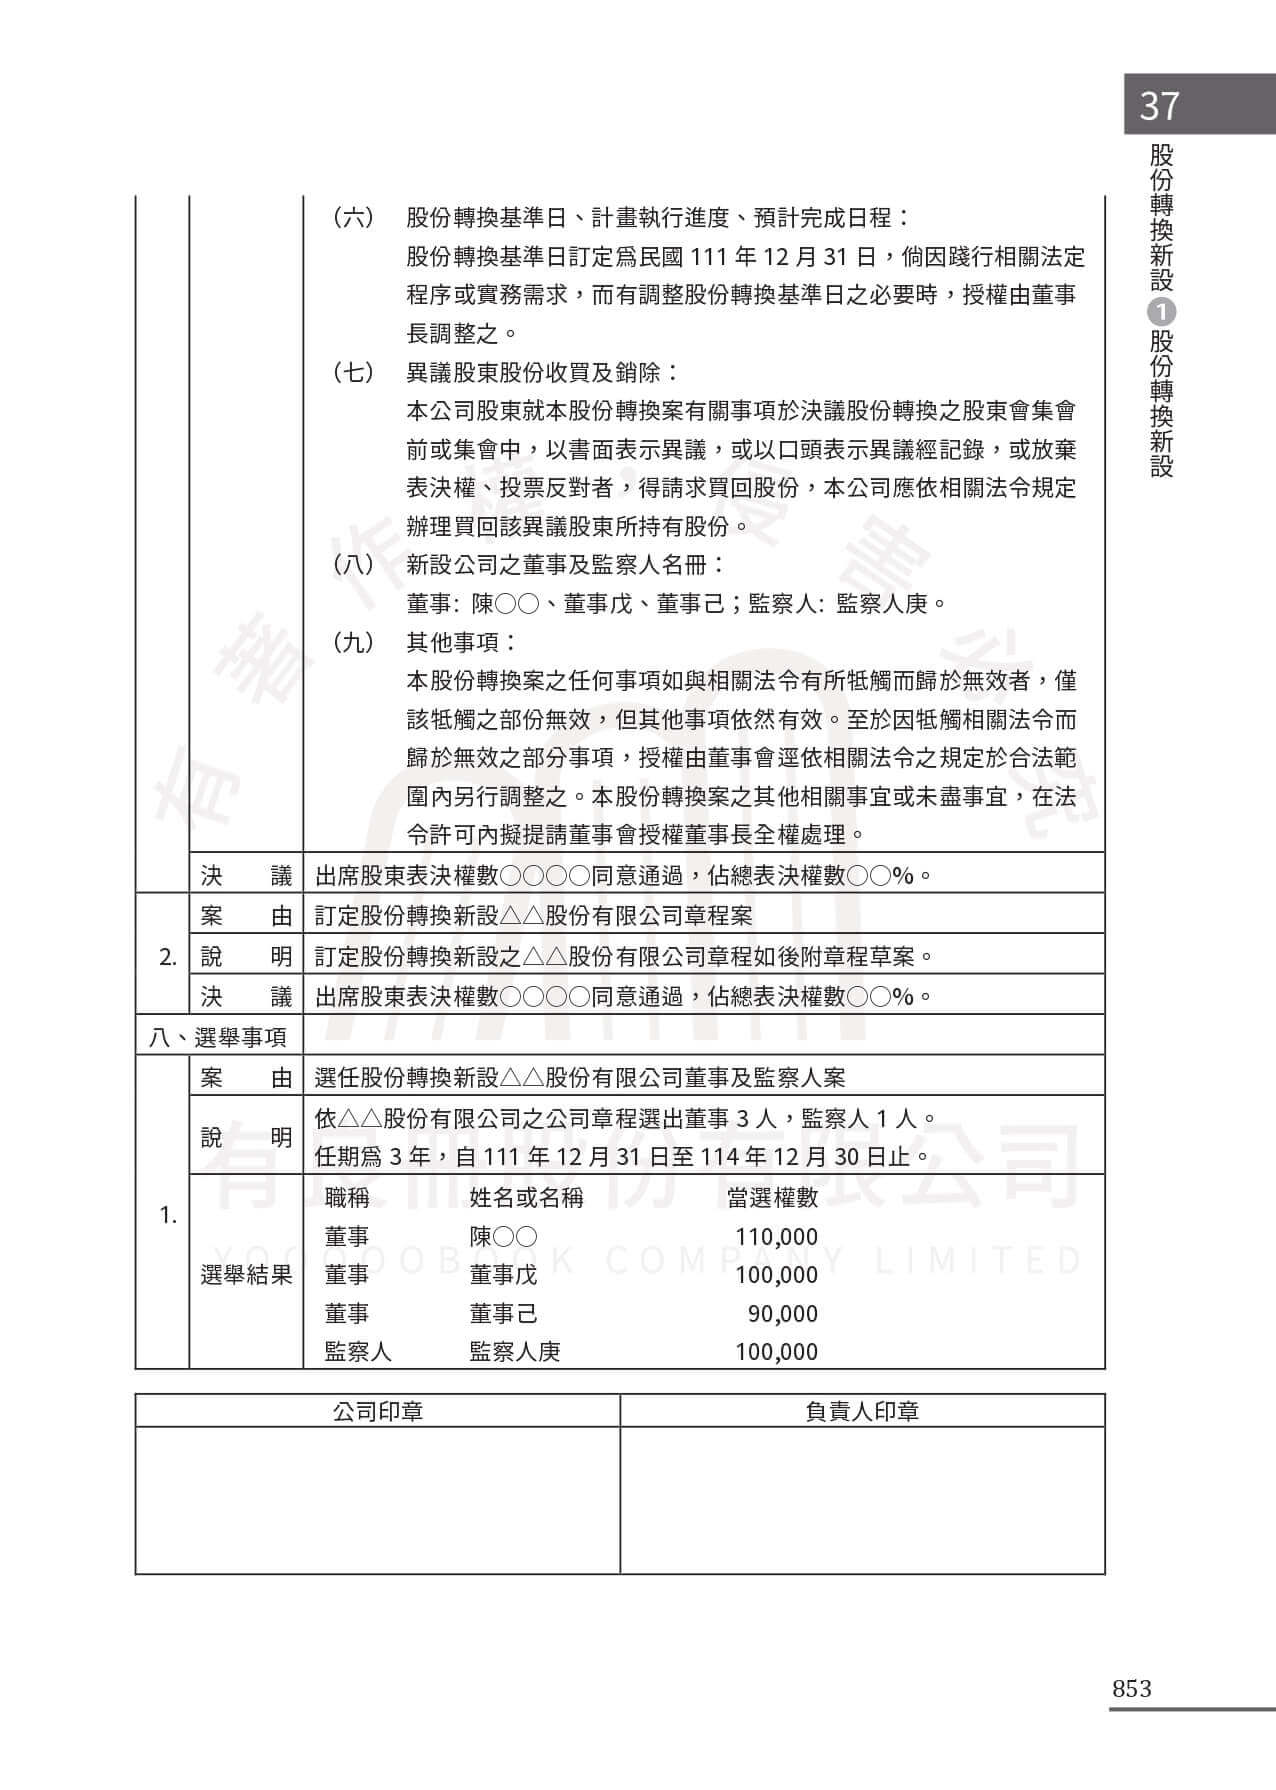 37
股份轉換新設 1 股份轉換新設
（六） 股份轉換基準日、計畫執行進度、預計完成日程：
股份轉換基準日訂定為民國 111 年 12 月 31 日，倘因踐行相關法定
程序或實務需求，而有調整股份轉換基準日之必要時，授權由董事
長調整之。
（七） 異議股東股份收買及銷除：
本公司股東就本股份轉換案有關事項於決議股份轉換之股東會集會
前或集會中，以書面表示異議，或以口頭表示異議經記錄，或放棄
表決權、投票反對者，得請求買回股份，本公司應依相關法令規定
辦理買回該異議股東所持有股份。
（八） 新設公司之董事及監察人名冊：
董事: 陳○○、董事戊、董事己；監察人: 監察人庚。
（九） 其他事項：
本股份轉換案之任何事項如與相關法令有所牴觸而歸於無效者，僅
該牴觸之部份無效，但其他事項依然有效。至於因牴觸相關法令而
歸於無效之部分事項，授權由董事會逕依相關法令之規定於合法範
圍內另行調整之。本股份轉換案之其他相關事宜或未盡事宜，在法
令許可內擬提請董事會授權董事長全權處理。
決議 出席股東表決權數○○○○同意通過，佔總表決權數○○%。
案由 訂定股份轉換新設△△股份有限公司章程案
2. 說明 訂定股份轉換新設之△△股份有限公司章程如後附章程草案。
決議 出席股東表決權數○○○○同意通過，佔總表決權數○○%。
八、選舉事項
案由 選任股份轉換新設△△股份有限公司董事及監察人案
說明 依△△股份有限公司之公司章程選出董事 3 人，監察人 1 人。
任期為 3 年，自 111 年 12 月 31 日至 114 年 12 月 30 日止。
1.
選舉結果
職稱 姓名或名稱 當選權數
董事 陳○○ 110,000
董事 董事戊 100,000
董事 董事己 90,000
監察人 監察人庚 100,000
公司印章 負責人印章
有著作權，侵害必究
有良冊股份有限公司
YOOOOOOBOOK COMPANY LIMITED
853